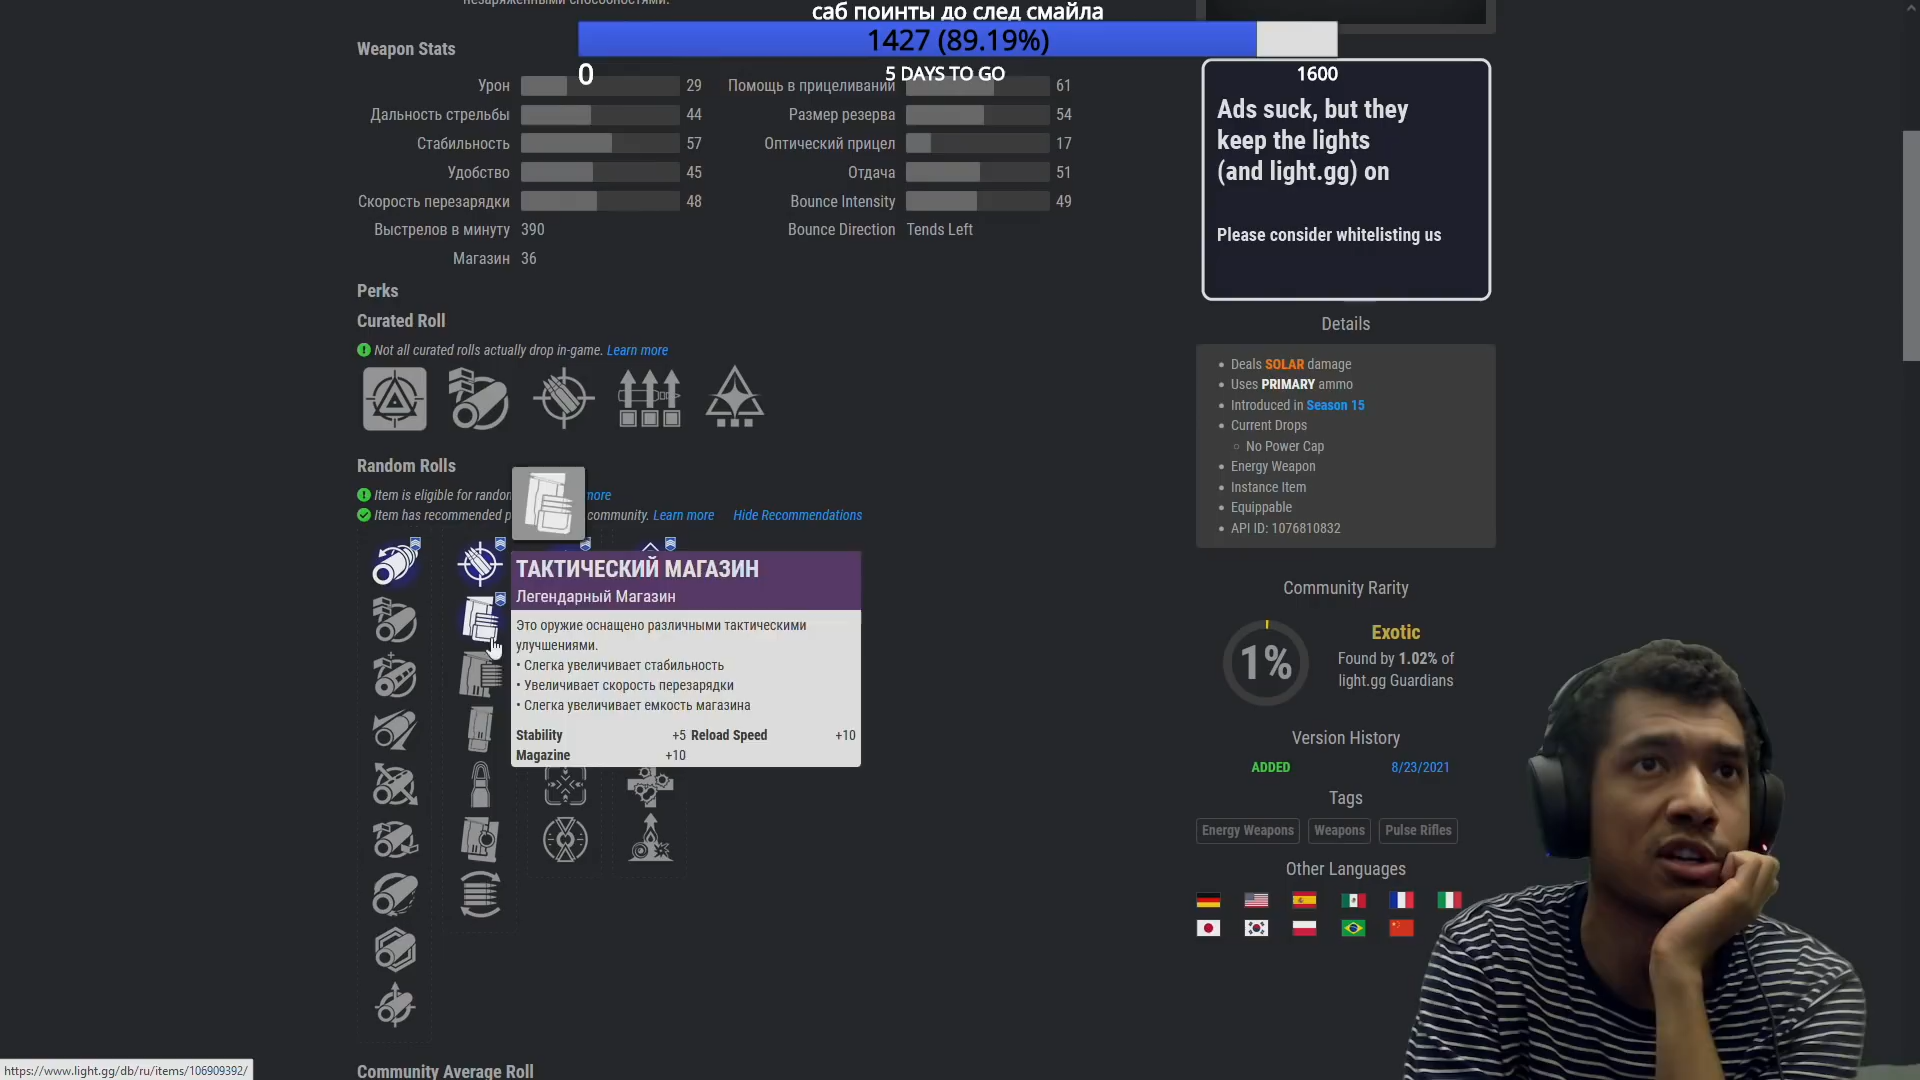 незаряженными способностями.
саб поинты до след смайла
1427 (89.19%)
0
5 DAYS TO GO
1600
Weapon Stats
Урон 29
Дальность стрельбы 44
Стабильность 57
Удобство 45
Скорость перезарядки 48
Выстрелов в минуту 390
Магазин 36
Помощь в прицеливании 61
Размер резерва 54
Оптический прицел 17
Отдача 51
Bounce Intensity 49
Bounce Direction Tends Left
Perks
Curated Roll
Not all curated rolls actually drop in-game. Learn more
Random Rolls
Item is eligible for random more
Item has recommended p community. Learn more Hide Recommendations
ТАКТИЧЕСКИЙ МАГАЗИН
Легендарный Магазин
Это оружие оснащено различными тактическими
улучшениями.
• Слегка увеличивает стабильность
• Увеличивает скорость перезарядки
• Слегка увеличивает емкость магазина
Stability +5 Reload Speed +10
Magazine +10
Community Average Roll
https://www.light.gg/db/ru/items/106909392/
Ads suck, but they
keep the lights
(and light.gg) on
Please consider whitelisting us
Details
Deals SOLAR damage
Uses PRIMARY ammo
Introduced in Season 15
Current Drops
No Power Cap
Energy Weapon
Instance Item
Equippable
API ID: 1076810832
Community Rarity
1%
Exotic
Found by 1.02% of
light.gg Guardians
Version History
ADDED 8/23/2021
Tags
Energy Weapons Weapons Pulse Rifles
Other Languages